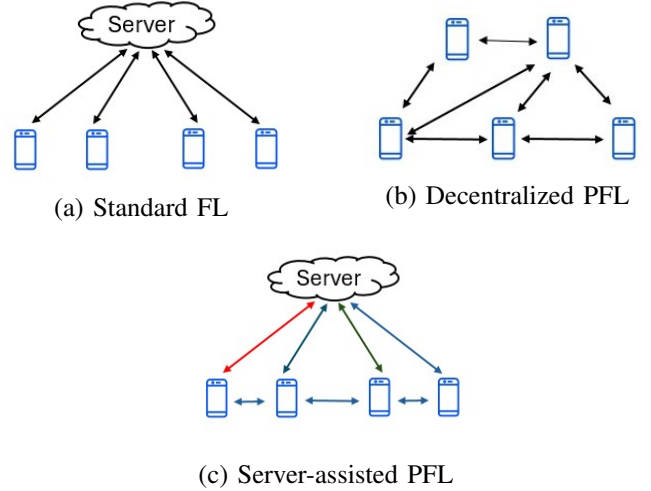 Server
(a) Standard FL
(b) Decentralized PFL
Server
(c) Server-assisted PFL